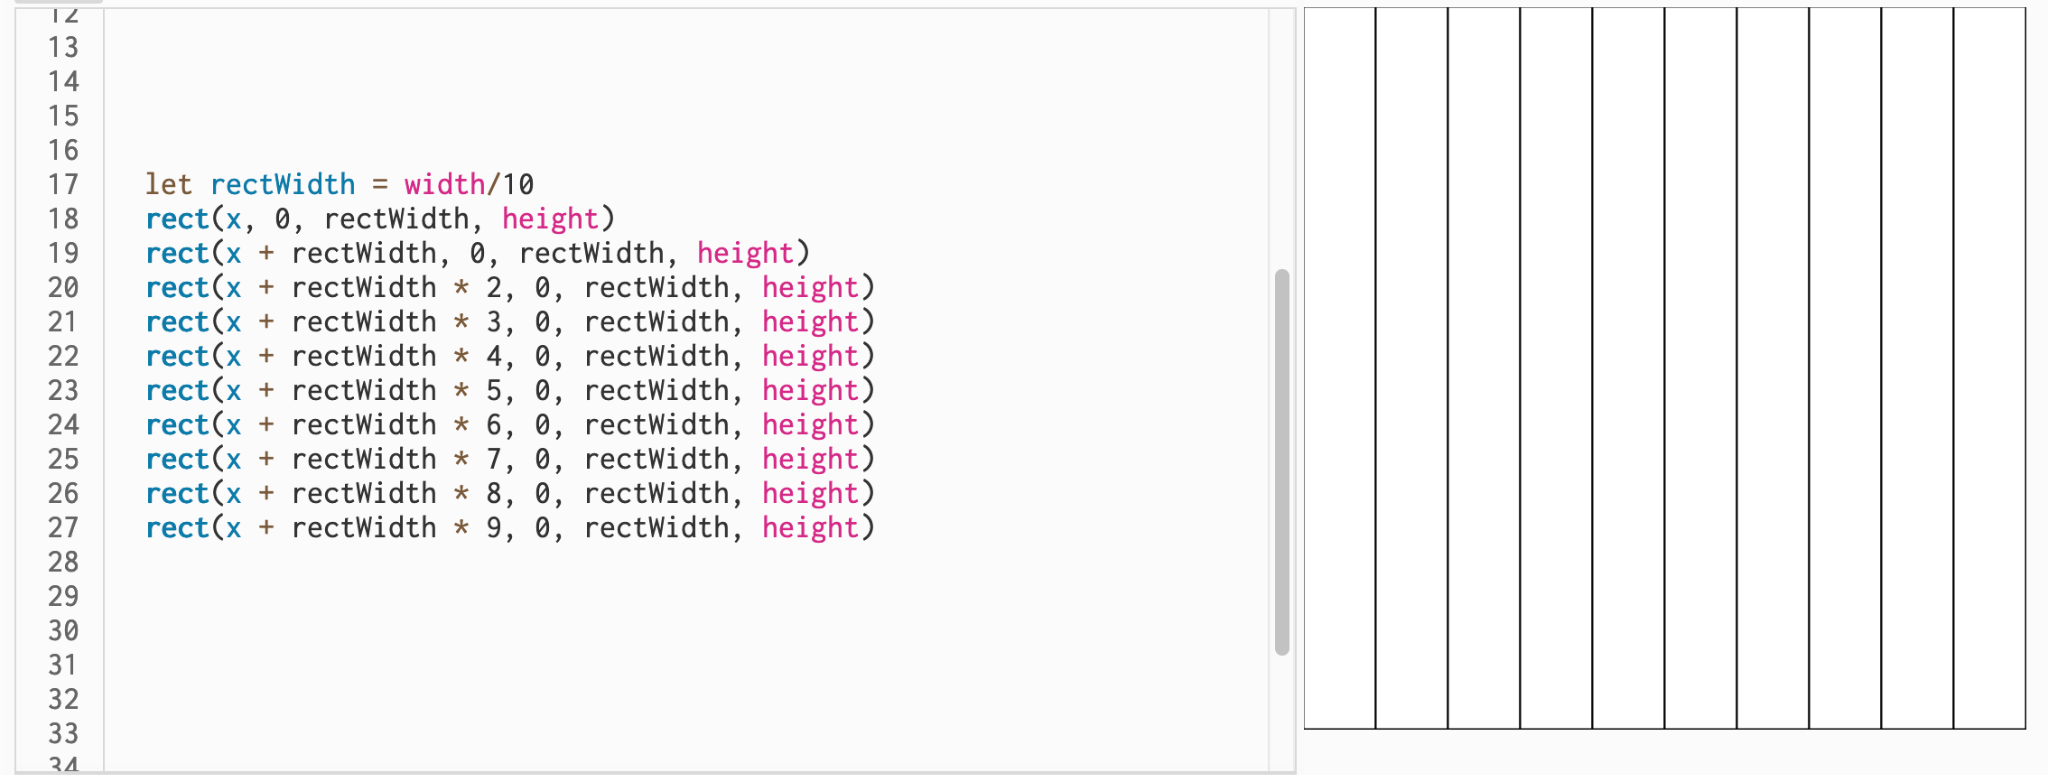 12
13
14
15
16
17 let rectWidth = width/10
18 rect(x, 0, rectWidth, height)
19 rect(x + rectWidth, 0, rectWidth, height)
20 rect(x + rectWidth * 2, 0, rectWidth, height)
21 rect(x + rectWidth * 3, 0, rectWidth, height)
22 rect(x + rectWidth * 4, 0, rectWidth, height)
23 rect(x + rectWidth * 5, 0, rectWidth, height)
24 rect(x + rectWidth * 6, 0, rectWidth, height)
25 rect(x + rectWidth * 7, 0, rectWidth, height)
26 rect(x + rectWidth * 8, 0, rectWidth, height)
27 rect(x + rectWidth * 9, 0, rectWidth, height)
28
29
30
31
32
33
34